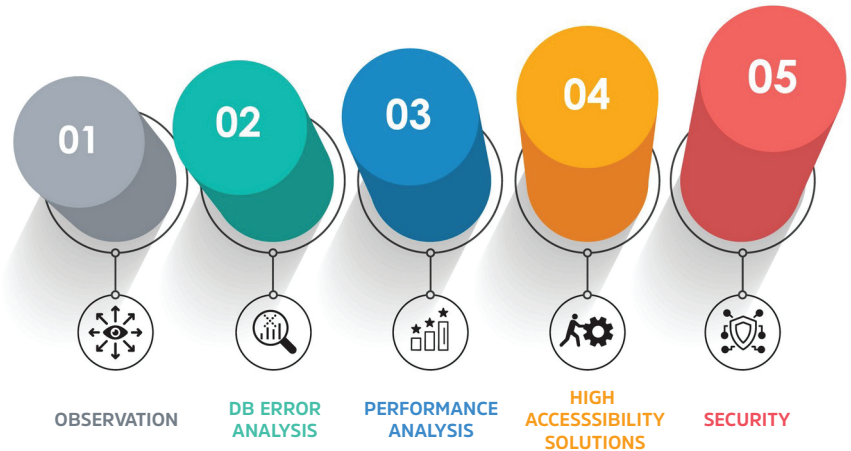 01
02
03
04
05
OBSERVATION
DB ERROR
ANALYSIS
PERFORMANCE
ANALYSIS
HIGH
ACCESSSIBILITY
SOLUTIONS
SECURITY